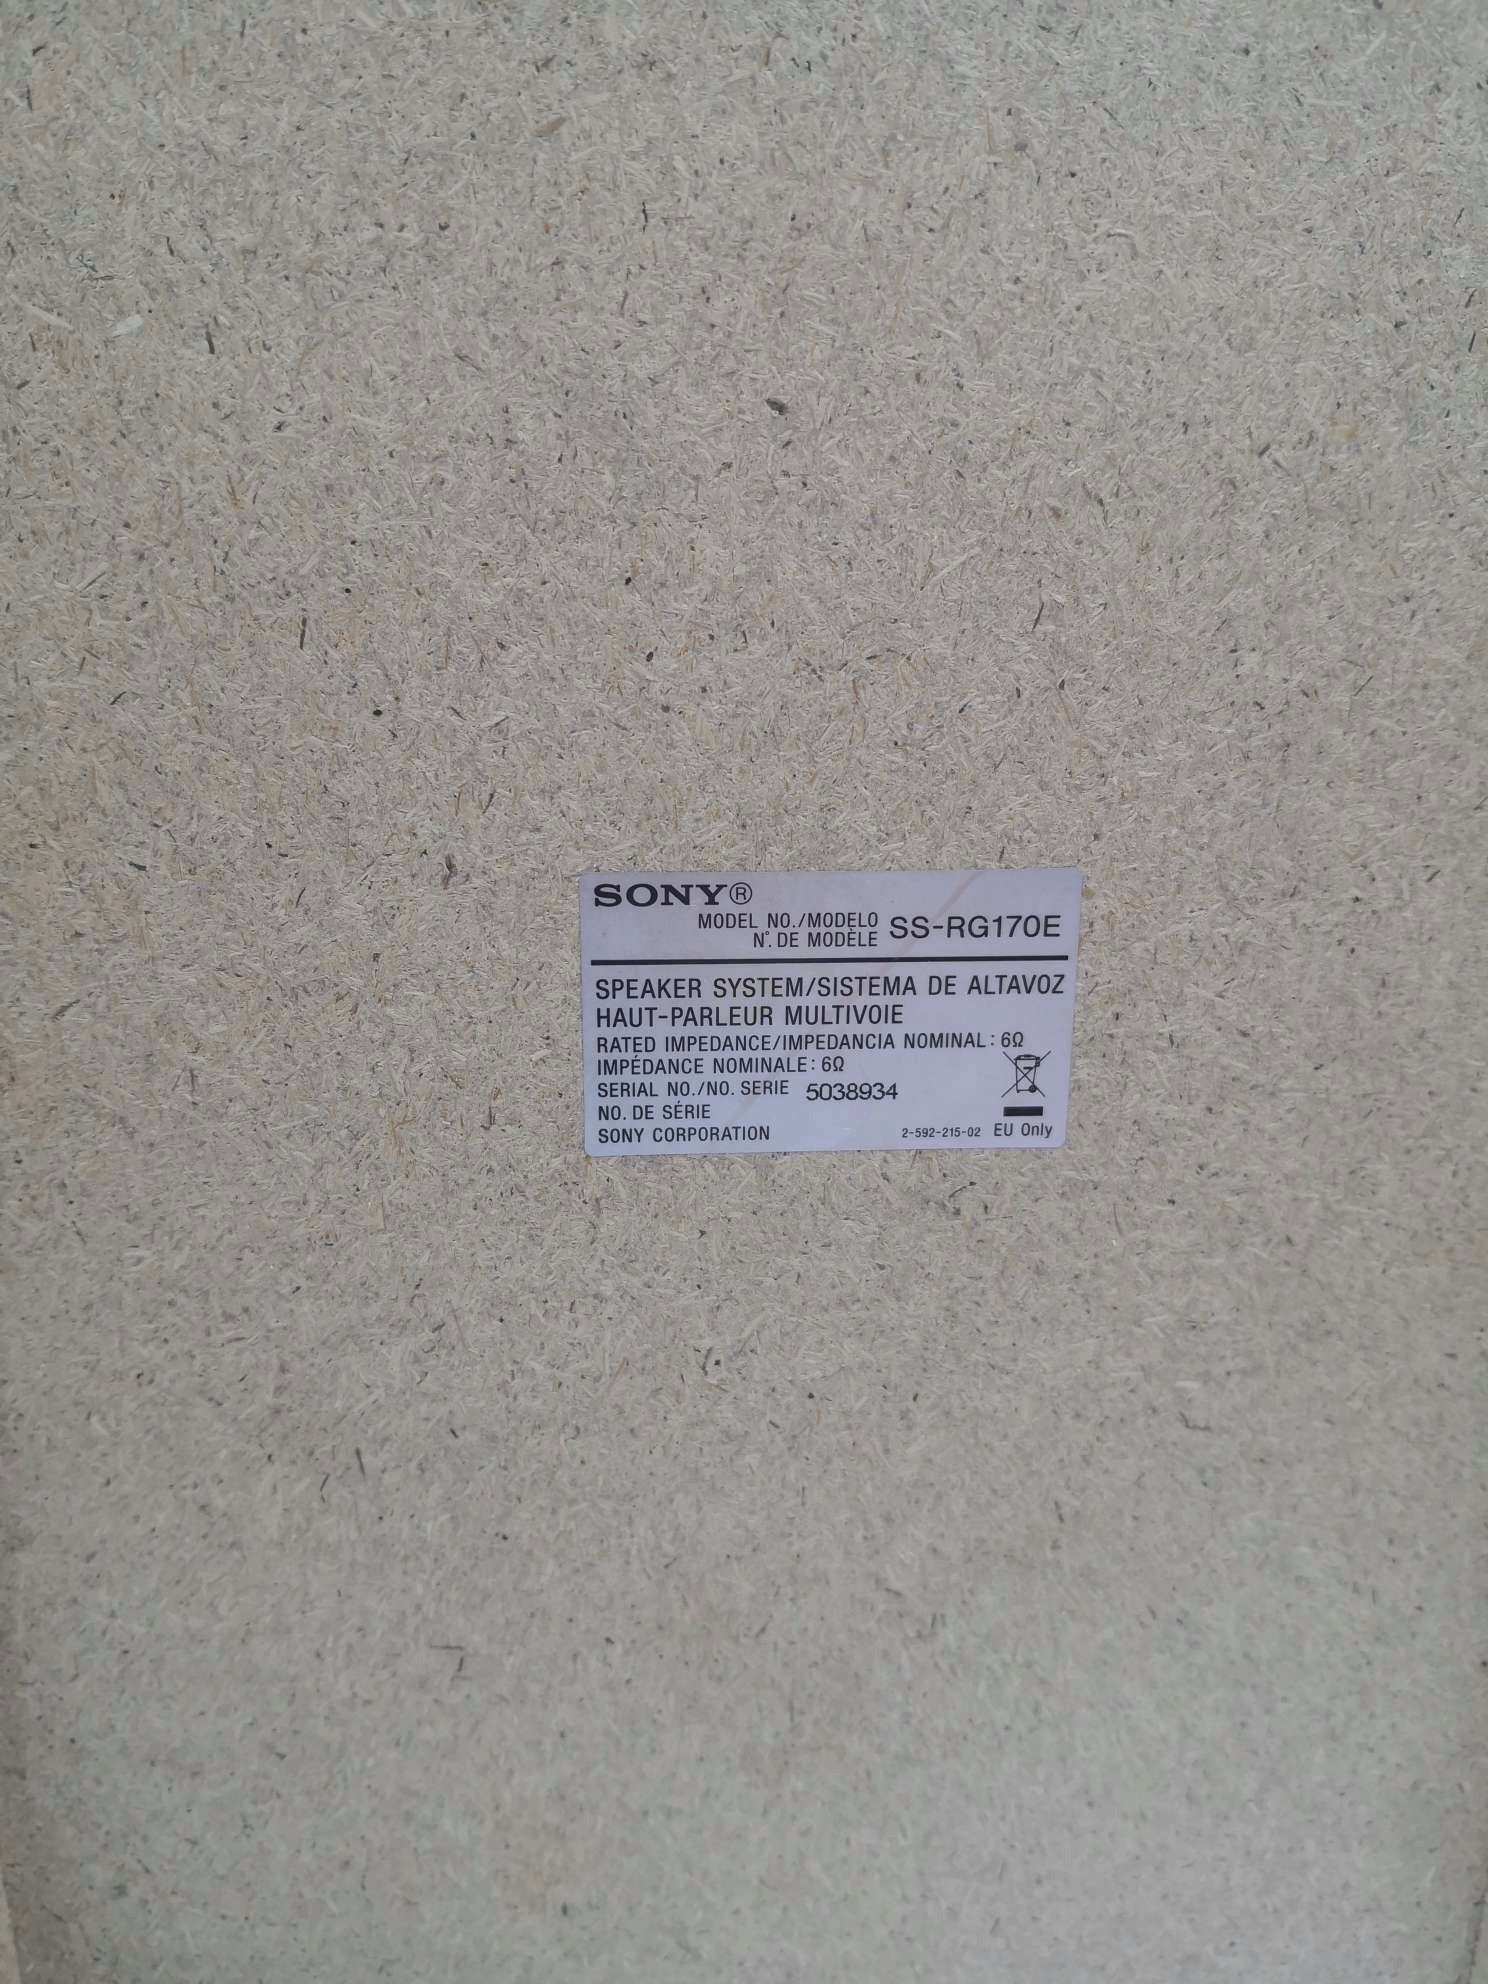 SONY®
MODEL NO./MODELO
N°. DE MODÈLE SS-RG170E
SPEAKER SYSTEM/SISTEMA DE ALTAVOZ
HAUT-PARLEUR MULTIVOIE
RATED IMPEDANCE/IMPEDANCIA NOMINAL: 6Ω
IMPÉDANCE NOMINALE: 6Ω
SERIAL NO./NO. SERIE 5038934
NO. DE SÉRIE
SONY CORPORATION 2-592-215-02 EU Only